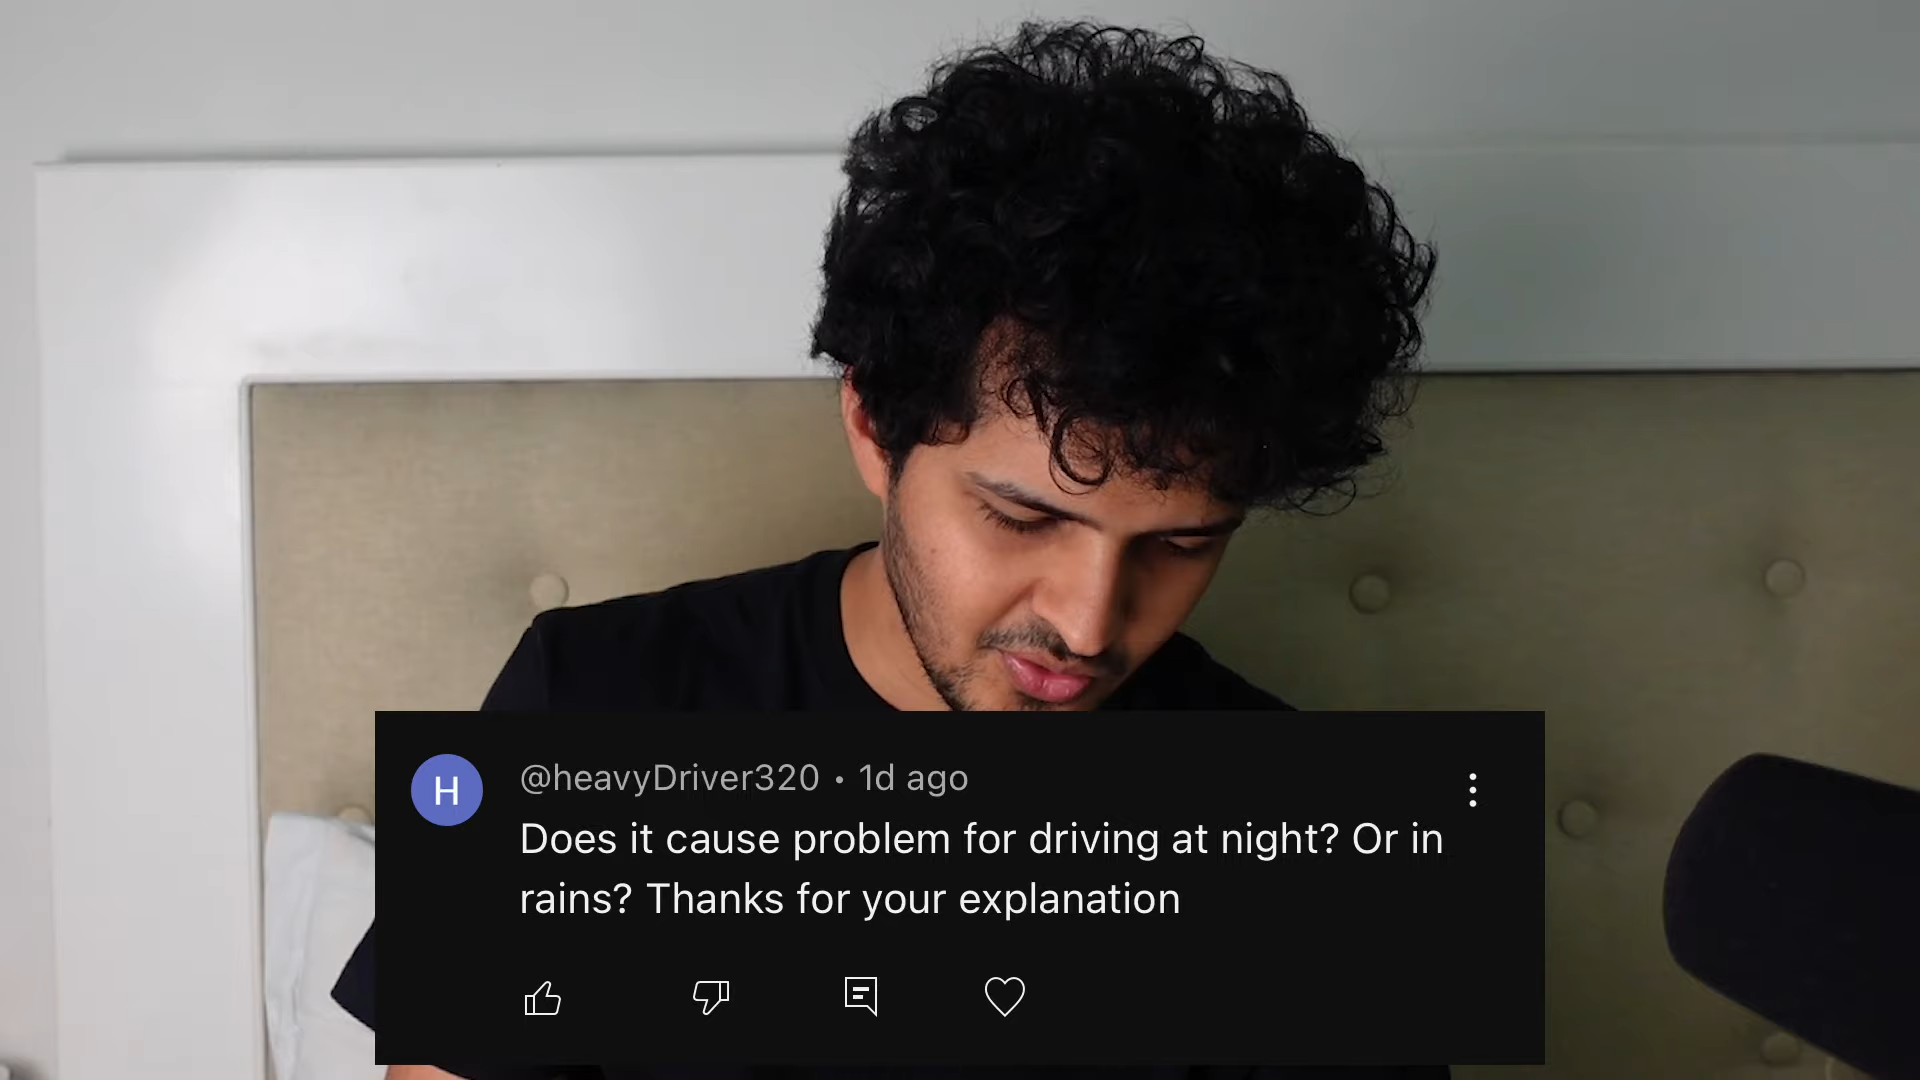 H
@heavyDriver320 • 1d ago
Does it cause problem for driving at night? Or in
rains? Thanks for your explanation